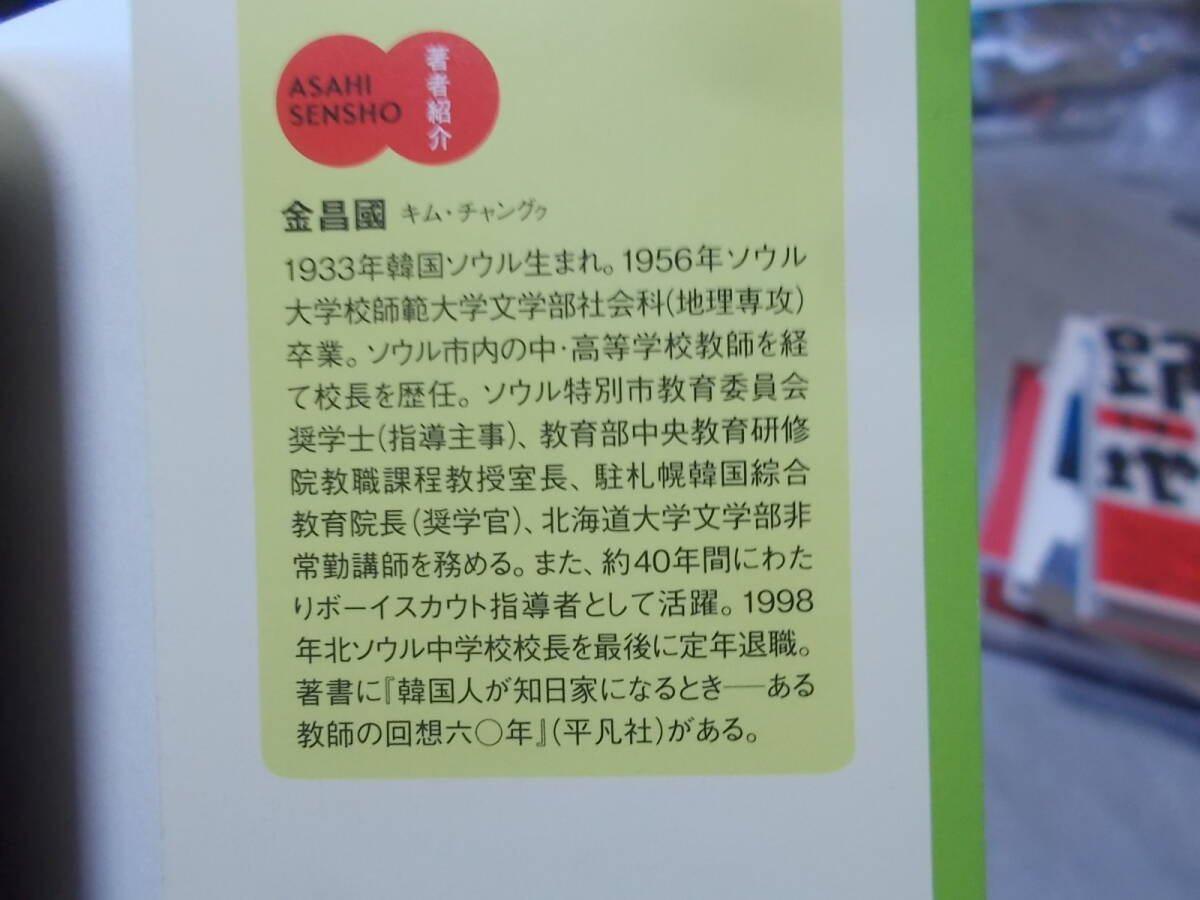 ASAHI
SENSHO
著者紹介
金昌國 キム・チャングゥ
1933年韓国ソウル生まれ。1956年ソウル
大学校師範大学文学部社会科(地理専攻)
卒業。ソウル市内の中・高等学校教師を経
て校長を歴任。ソウル特別市教育委員会
奨学士(指導主事)、教育部中央教育研修
院教職課程教授室長、駐札幌韓国綜合
教育院長(奨学官)、北海道大学文学部非
常勤講師を務める。また、約40年間にわた
りボーイスカウト指導者として活躍。1998
年北ソウル中学校校長を最後に定年退職。
著書に『韓国人が知日家になるとき──ある
教師の回想六〇年』(平凡社)がある。